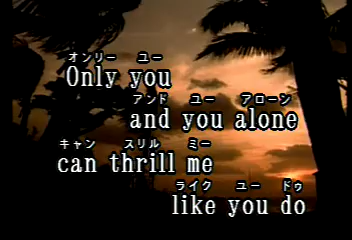 オンリー ユー
Only you
アンド ユー アローン
and you alone
キャン スリル ミー
can thrill me
ライク ユー ドゥ
like you do